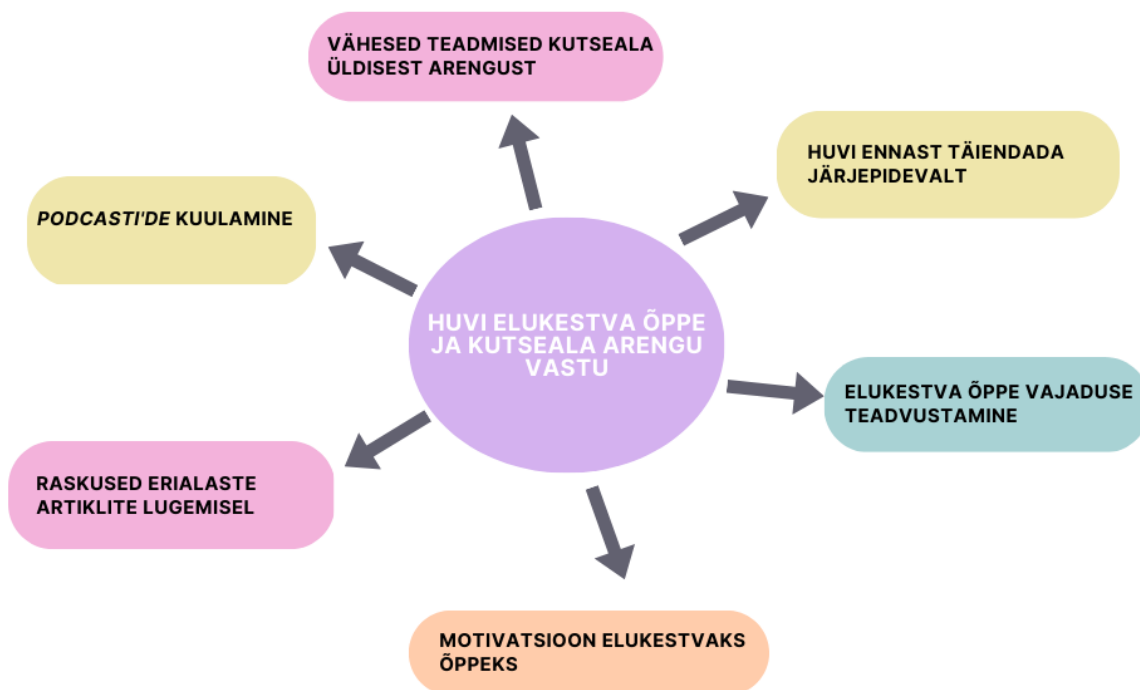 VÄHESED TEADMISED KUTSEALA
ÜLDISEST ARENGUST
HUVI ENNAST TÄIENDADA
JÄRJEPIDEVALT
PODCASTI'DE KUULAMINE
HUVI ELUKESTVA ÕPPE
JA KUTSEALA ARENGU
VASTU
ELUKESTVA ÕPPE VAJADUSE
TEADVUSTAMINE
RASKUSED ERIALASTE
ARTIKLITE LUGEMISEL
MOTIVATSIOON ELUKESTVAKS
ÕPPEKS